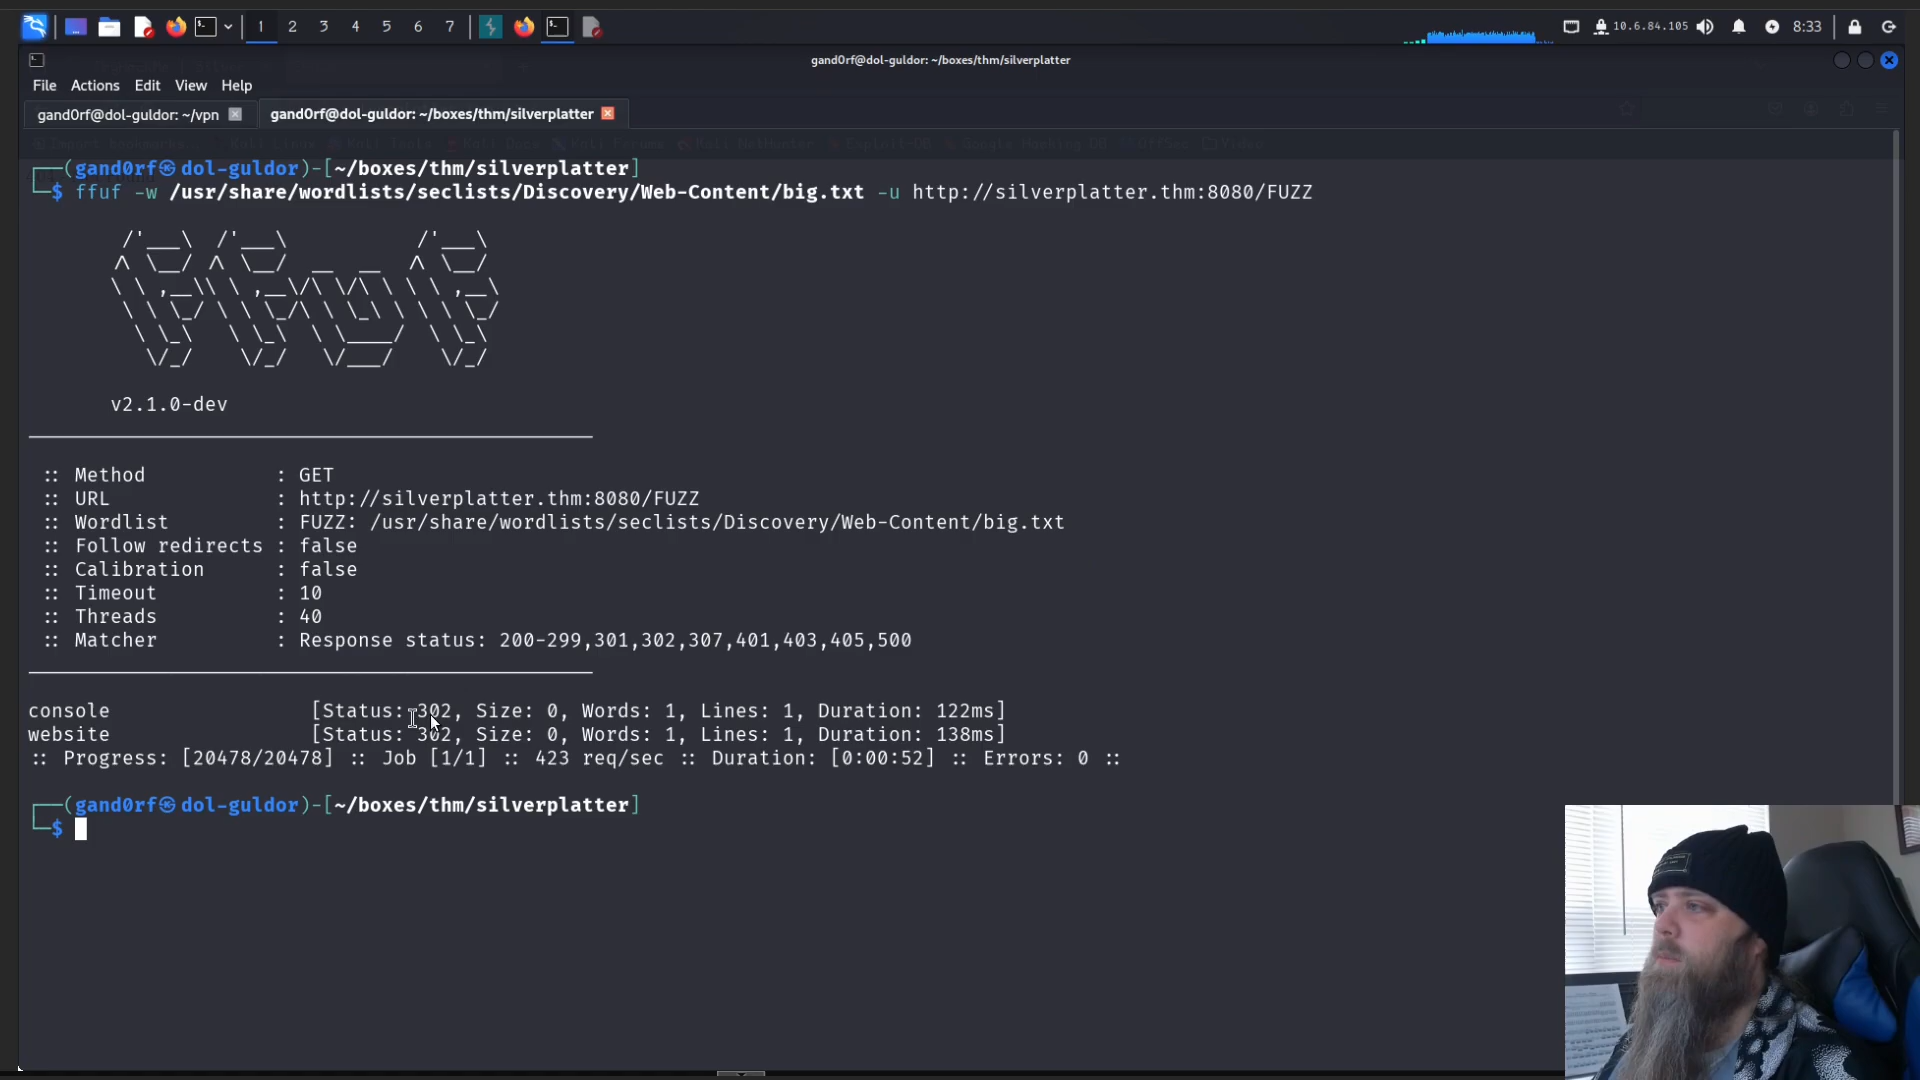 1 2 3 4 5 6 7 10.6.84.105 8:33
gand0rf@dol-guldor: ~/boxes/thm/silverplatter
File Actions Edit View Help
gand0rf@dol-guldor: ~/vpn gand0rf@dol-guldor: ~/boxes/thm/silverplatter
(gand0rf㉿dol-guldor)-[~/boxes/thm/silverplatter]
$ ffuf -w /usr/share/wordlists/seclists/Discovery/Web-Content/big.txt -u http://silverplatter.thm:8080/FUZZ
v2.1.0-dev
:: Method : GET
:: URL : http://silverplatter.thm:8080/FUZZ
:: Wordlist : FUZZ: /usr/share/wordlists/seclists/Discovery/Web-Content/big.txt
:: Follow redirects : false
:: Calibration : false
:: Timeout : 10
:: Threads : 40
:: Matcher : Response status: 200-299,301,302,307,401,403,405,500
console [Status: 302, Size: 0, Words: 1, Lines: 1, Duration: 122ms]
website [Status: 302, Size: 0, Words: 1, Lines: 1, Duration: 138ms]
:: Progress: [20478/20478] :: Job [1/1] :: 423 req/sec :: Duration: [0:00:52] :: Errors: 0 ::
(gand0rf㉿dol-guldor)-[~/boxes/thm/silverplatter]
$